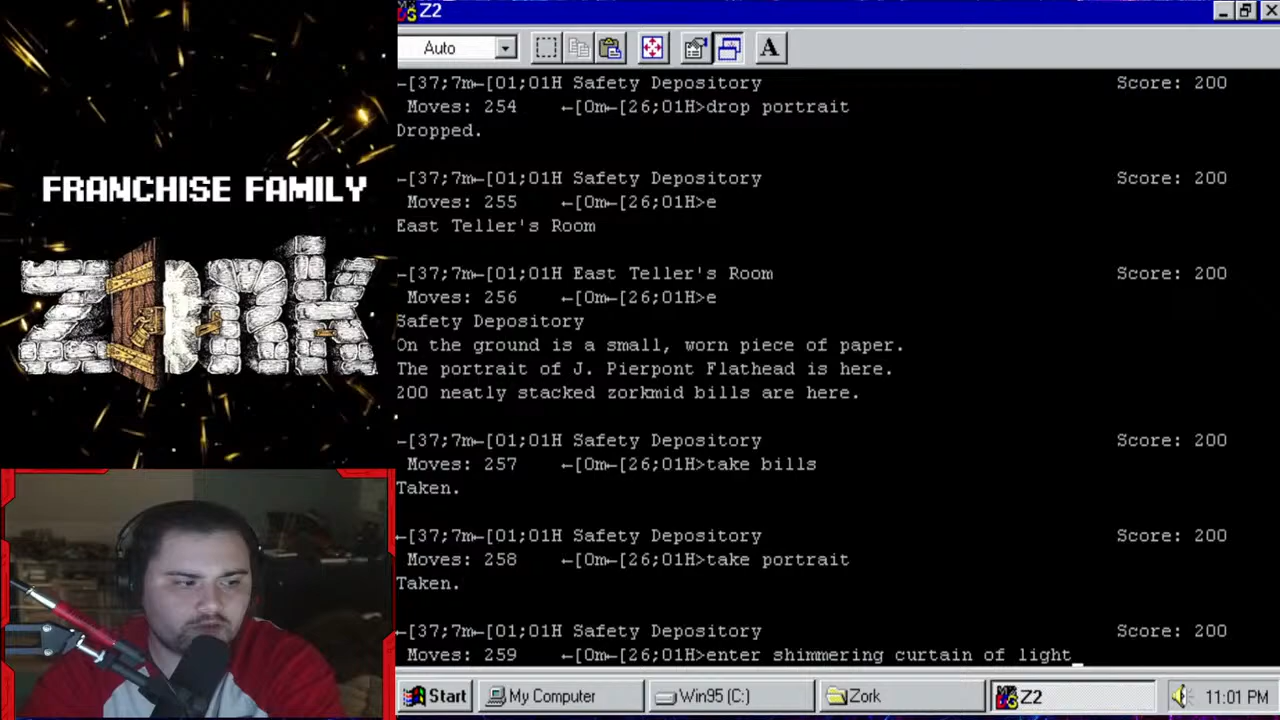 FRANCHISE FAMILY
ZORK
Z2
Auto
A
←[37;7m←[01;01H Safety Depository Score: 200
Moves: 254 ←[0m←[26;01H>drop portrait
Dropped.
←[37;7m←[01;01H Safety Depository Score: 200
Moves: 255 ←[0m←[26;01H>e
East Teller's Room
←[37;7m←[01;01H East Teller's Room Score: 200
Moves: 256 ←[0m←[26;01H>e
Safety Depository
On the ground is a small, worn piece of paper.
The portrait of J. Pierpont Flathead is here.
200 neatly stacked zorkmid bills are here.
←[37;7m←[01;01H Safety Depository Score: 200
Moves: 257 ←[0m←[26;01H>take bills
Taken.
←[37;7m←[01;01H Safety Depository Score: 200
Moves: 258 ←[0m←[26;01H>take portrait
Taken.
←[37;7m←[01;01H Safety Depository Score: 200
Moves: 259 ←[0m←[26;01H>enter shimmering curtain of light_
Start My Computer Win95 (C:) Zork Z2 11:01 PM